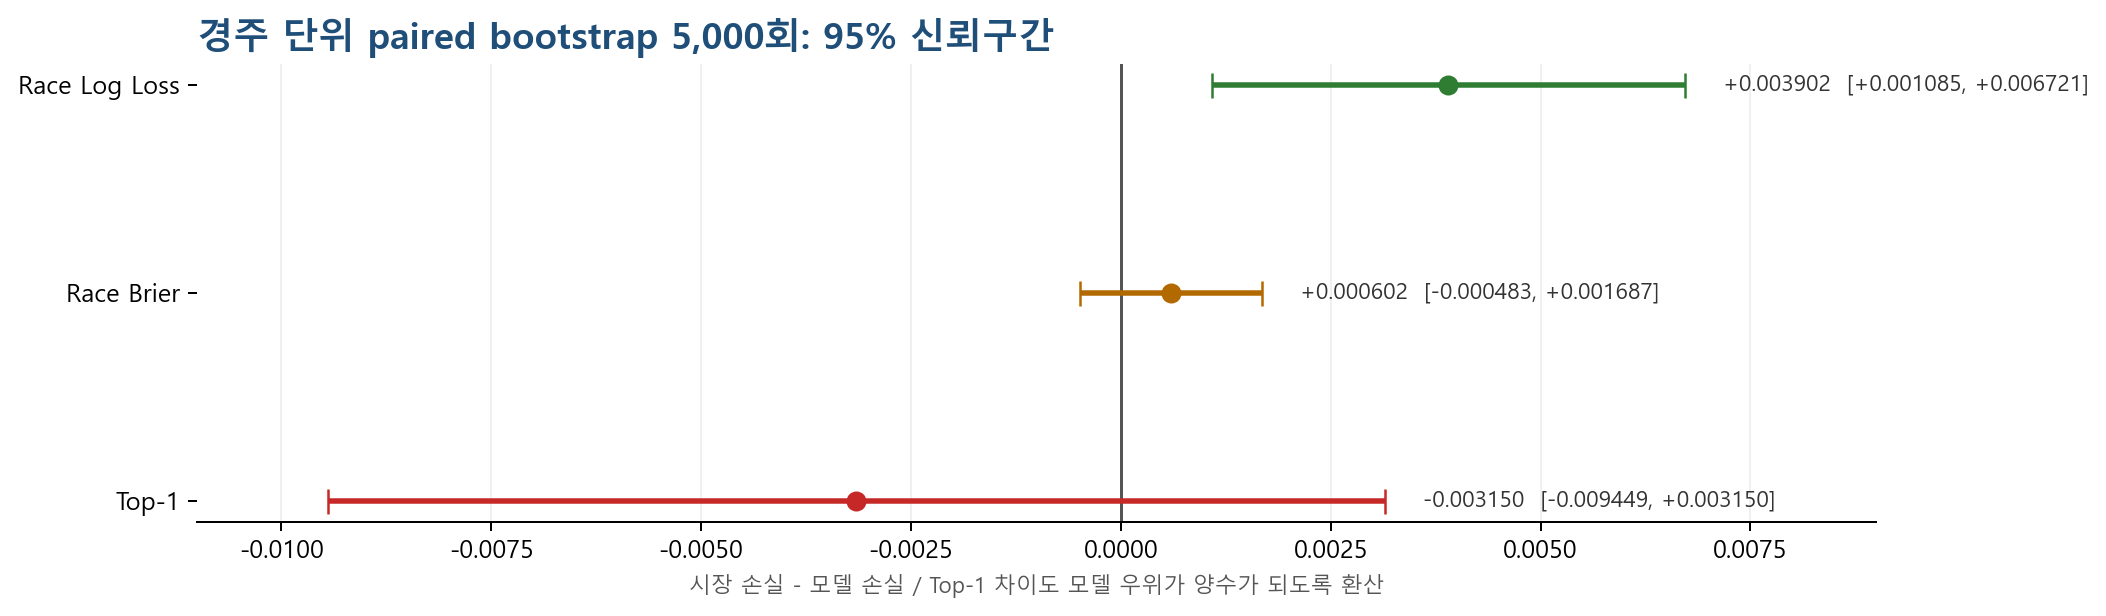 경주 단위 paired bootstrap 5,000회: 95% 신뢰구간
Race Log Loss
+0.003902 [+0.001085, +0.006721]
Race Brier
+0.000602 [-0.000483, +0.001687]
Top-1
-0.003150 [-0.009449, +0.003150]
-0.0100 -0.0075 -0.0050 -0.0025 0.0000 0.0025 0.0050 0.0075
시장 손실 - 모델 손실 / Top-1 차이도 모델 우위가 양수가 되도록 환산